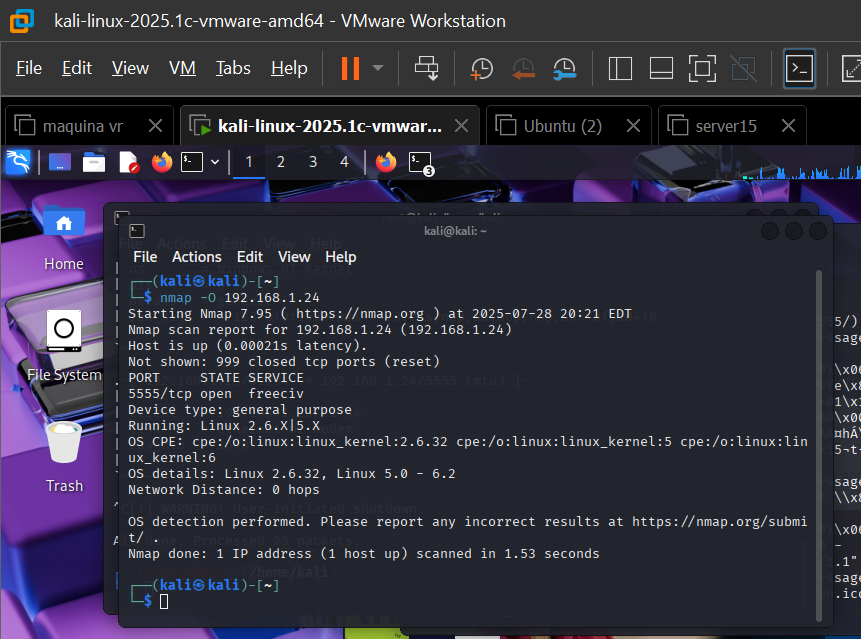 kali-linux-2025.1c-vmware-amd64 - VMware Workstation
File Edit View VM Tabs Help
maquina vr kali-linux-2025.1c-vmwar... Ubuntu (2) server15
1 2 3 4 3
kali@kali: ~
File Actions Edit View Help
Home
File System
Trash
┌──(kali㉿kali)-[~]
└─$ nmap -O 192.168.1.24
Starting Nmap 7.95 ( https://nmap.org ) at 2025-07-28 20:21 EDT
Nmap scan report for 192.168.1.24 (192.168.1.24)
Host is up (0.00021s latency).
Not shown: 999 closed tcp ports (reset)
PORT     STATE SERVICE
5555/tcp open  freeciv
Device type: general purpose
Running: Linux 2.6.X|5.X
OS CPE: cpe:/o:linux:linux_kernel:2.6.32 cpe:/o:linux:linux_kernel:5 cpe:/o:linux:lin
ux_kernel:6
OS details: Linux 2.6.32, Linux 5.0 - 6.2
Network Distance: 0 hops
OS detection performed. Please report any incorrect results at https://nmap.org/submi
t/ .
Nmap done: 1 IP address (1 host up) scanned in 1.53 seconds
┌──(kali㉿kali)-[~]
└─$